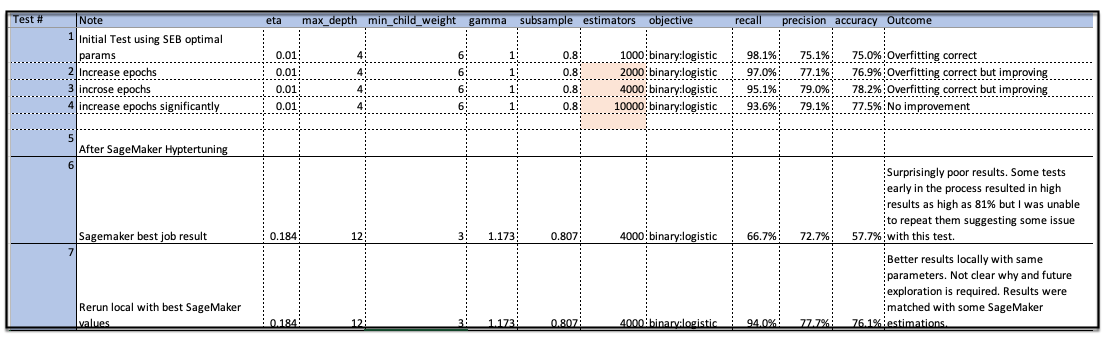 Test # Note eta max_depth min_child_weight gamma subsample estimators objective recall precision accuracy Outcome
1 Initial Test using SEB optimal
params 0.01 4 6 1 0.8 1000 binary:logistic 98.1% 75.1% 75.0% Overfitting correct
2 Increase epochs 0.01 4 6 1 0.8 2000 binary:logistic 97.0% 77.1% 76.9% Overfitting correct but improving
3 incrose epochs 0.01 4 6 1 0.8 4000 binary:logistic 95.1% 79.0% 78.2% Overfitting correct but improving
4 increase epochs significantly 0.01 4 6 1 0.8 10000 binary:logistic 93.6% 79.1% 77.5% No improvement
5
After SageMaker Hyptertuning
6
Surprisingly poor results. Some tests
early in the process resulted in high
results as high as 81% but I was unable
to repeat them suggesting some issue
Sagemaker best job result 0.184 12 3 1.173 0.807 4000 binary:logistic 66.7% 72.7% 57.7% with this test.
7
Better results locally with same
parameters. Not clear why and future
exploration is required. Results were
Rerun local with best SageMaker matched with some SageMaker
values 0.184 12 3 1.173 0.807 4000 binary:logistic 94.0% 77.7% 76.1% estimations.